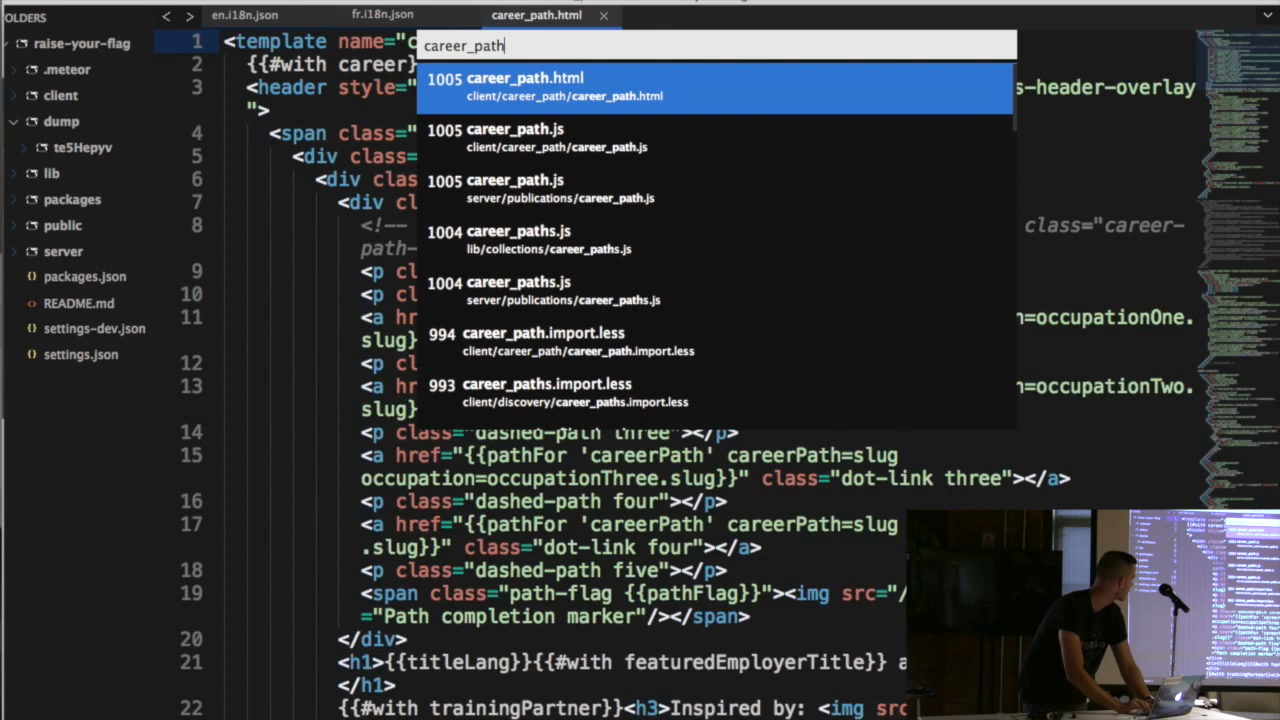 OLDERS
raise-your-flag
.meteor
client
dump
te5Hepyv
lib
packages
public
server
packages.json
README.md
settings-dev.json
settings.json
en.i18n.json
fr.i18n.json
career_path.html
career_path
1005 career_path.html
client/career_path/career_path.html
1005 career_path.js
client/career_path/career_path.js
1005 career_path.js
server/publications/career_path.js
1004 career_paths.js
lib/collections/career_paths.js
1004 career_paths.js
server/publications/career_paths.js
994 career_path.import.less
client/career_path/career_path.import.less
993 career_paths.import.less
client/discovery/career_paths.import.less
1 <template name="c
2 {{#with career}
3 <header style=" s-header-overlay
">
4 <span class="
5 <div class=
6 <div clas
7 <div cl
8 <!-- class="career-
path-
9 <p cl
10 <p cl
11 <a hr n=occupationOne.
slug}
12 <p cl
13 <a hr n=occupationTwo.
slug}
14 <p class="dashed-path three"></p>
15 <a href="{{pathFor 'careerPath' careerPath=slug
occupation=occupationThree.slug}}" class="dot-link three"></a>
16 <p class="dashed-path four"></p>
17 <a href="{{pathFor 'careerPath' careerPath=slug
.slug}}" class="dot-link four"></a>
18 <p class="dashed-path five"></p>
19 <span class="path-flag {{pathFlag}}"><img src="/
="Path completion marker"/></span>
20 </div>
21 <h1>{{titleLang}}{{#with featuredEmployerTitle}} a
</h1>
22 {{#with trainingPartner}}<h3>Inspired by: <img src